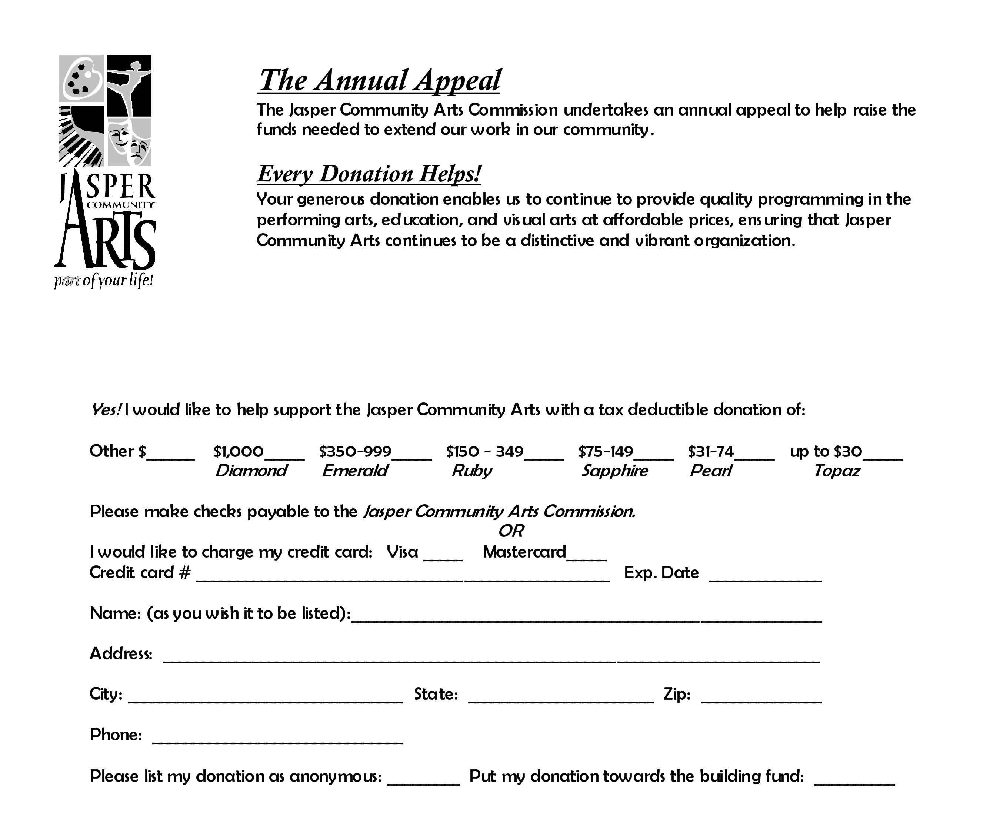 JASPER
COMMUNITY
ARTS
part of your life!
The Annual Appeal
The Jasper Community Arts Commission undertakes an annual appeal to help raise the
funds needed to extend our work in our community.
Every Donation Helps!
Your generous donation enables us to continue to provide quality programming in the
performing arts, education, and visual arts at affordable prices, ensuring that Jasper
Community Arts continues to be a distinctive and vibrant organization.
Yes! I would like to help support the Jasper Community Arts with a tax deductible donation of:
Other $______ $1,000_____ $350-999_____ $150 - 349_____ $75-149_____ $31-74_____ up to $30_____
Diamond Emerald Ruby Sapphire Pearl Topaz
Please make checks payable to the Jasper Community Arts Commission.
OR
I would like to charge my credit card: Visa _____ Mastercard_____
Credit card # ___________________________________________________ Exp. Date ______________
Name: (as you wish it to be listed):__________________________________________________________
Address: _________________________________________________________________________________
City: __________________________________ State: _______________________ Zip: _______________
Phone: _______________________________
Please list my donation as anonymous: _________ Put my donation towards the building fund: __________